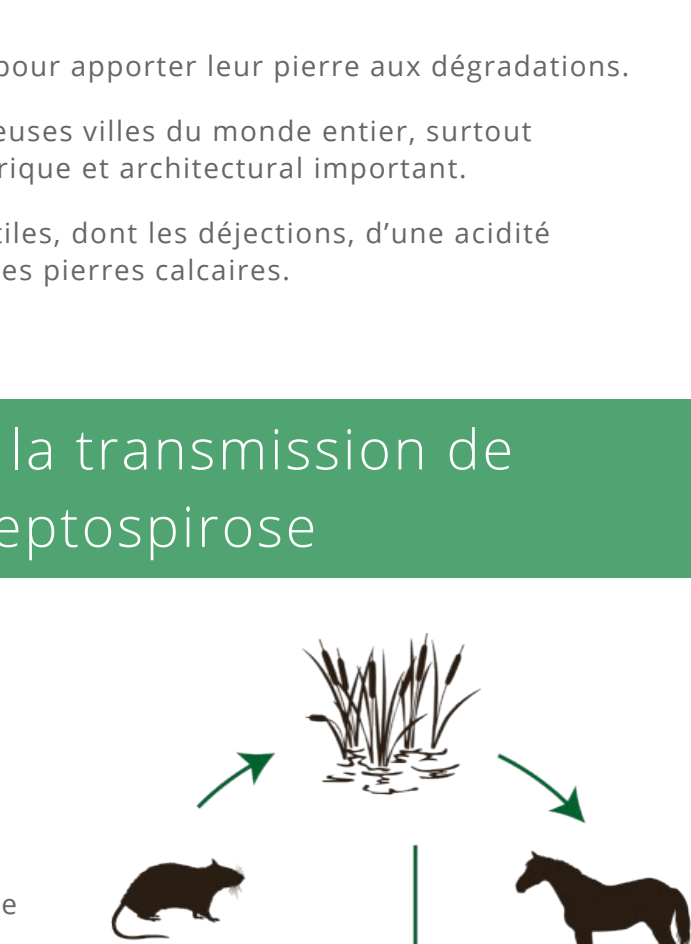 pour apporter leur pierre aux dégradations.
euses villes du monde entier, surtout
rique et architectural important.
tiles, dont les déjections, d’une acidité
es pierres calcaires.
la transmission de
eptospirose
e